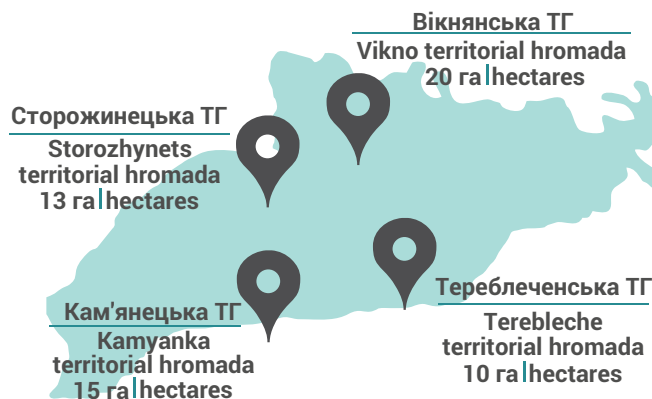 Вікнянська ТГ
Vikno territorial hromada
20 га|hectares
Сторожинецька ТГ
Storozhynets
territorial hromada
13 га|hectares
Тереблеченська ТГ
Terebleche
territorial hromada
10 га|hectares
Кам'янецька ТГ
Kamyanka
territorial hromada
15 га|hectares